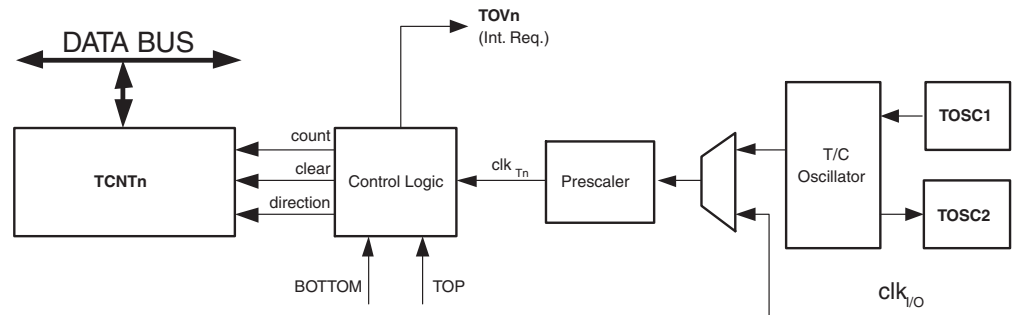 DATA BUS
TOVn
(Int. Req.)
TCNTn
count
clear
direction
Control Logic
clk Tn
Prescaler
T/C
Oscillator
TOSC1
TOSC2
BOTTOM
TOP
clk I/O